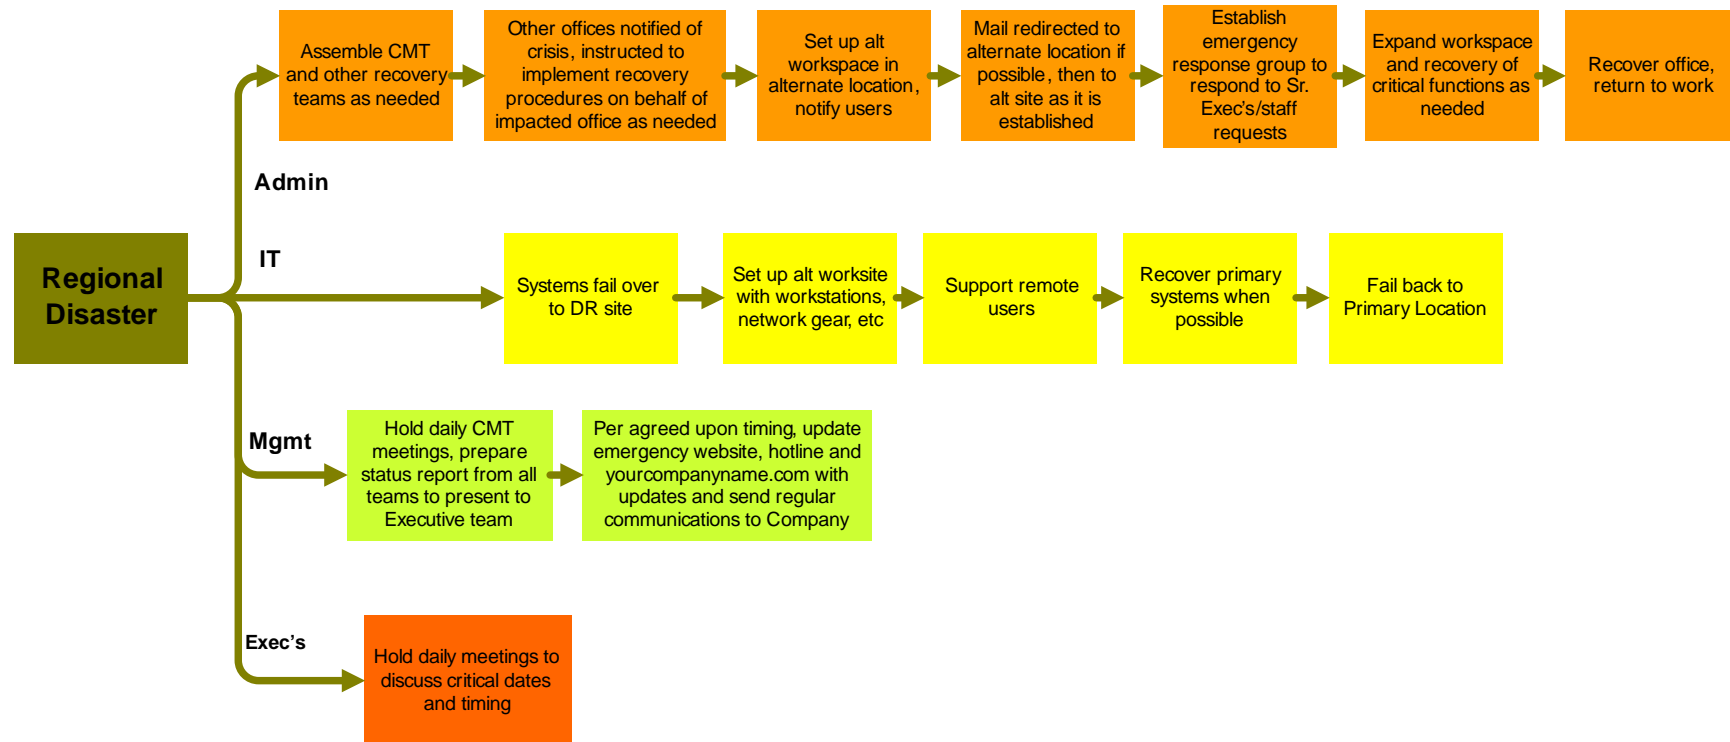 Assemble CMT
and other recovery
teams as needed
Other offices notified of
crisis, instructed to
implement recovery
procedures on behalf of
impacted office as needed
Set up alt
workspace in
alternate location,
notify users
Mail redirected to
alternate location if
possible, then to
alt site as it is
established
Establish
emergency
response group to
respond to Sr.
Exec's/staff
requests
Expand workspace
and recovery of
critical functions as
needed
Recover office,
return to work
Admin
Regional
Disaster
IT
Systems fail over
to DR site
Set up alt worksite
with workstations,
network gear, etc
Support remote
users
Recover primary
systems when
possible
Fail back to
Primary Location
Mgmt
Hold daily CMT
meetings, prepare
status report from all
teams to present to
Executive team
Per agreed upon timing, update
emergency website, hotline and
yourcompanyname.com with
updates and send regular
communications to Company
Exec's
Hold daily meetings to
discuss critical dates
and timing